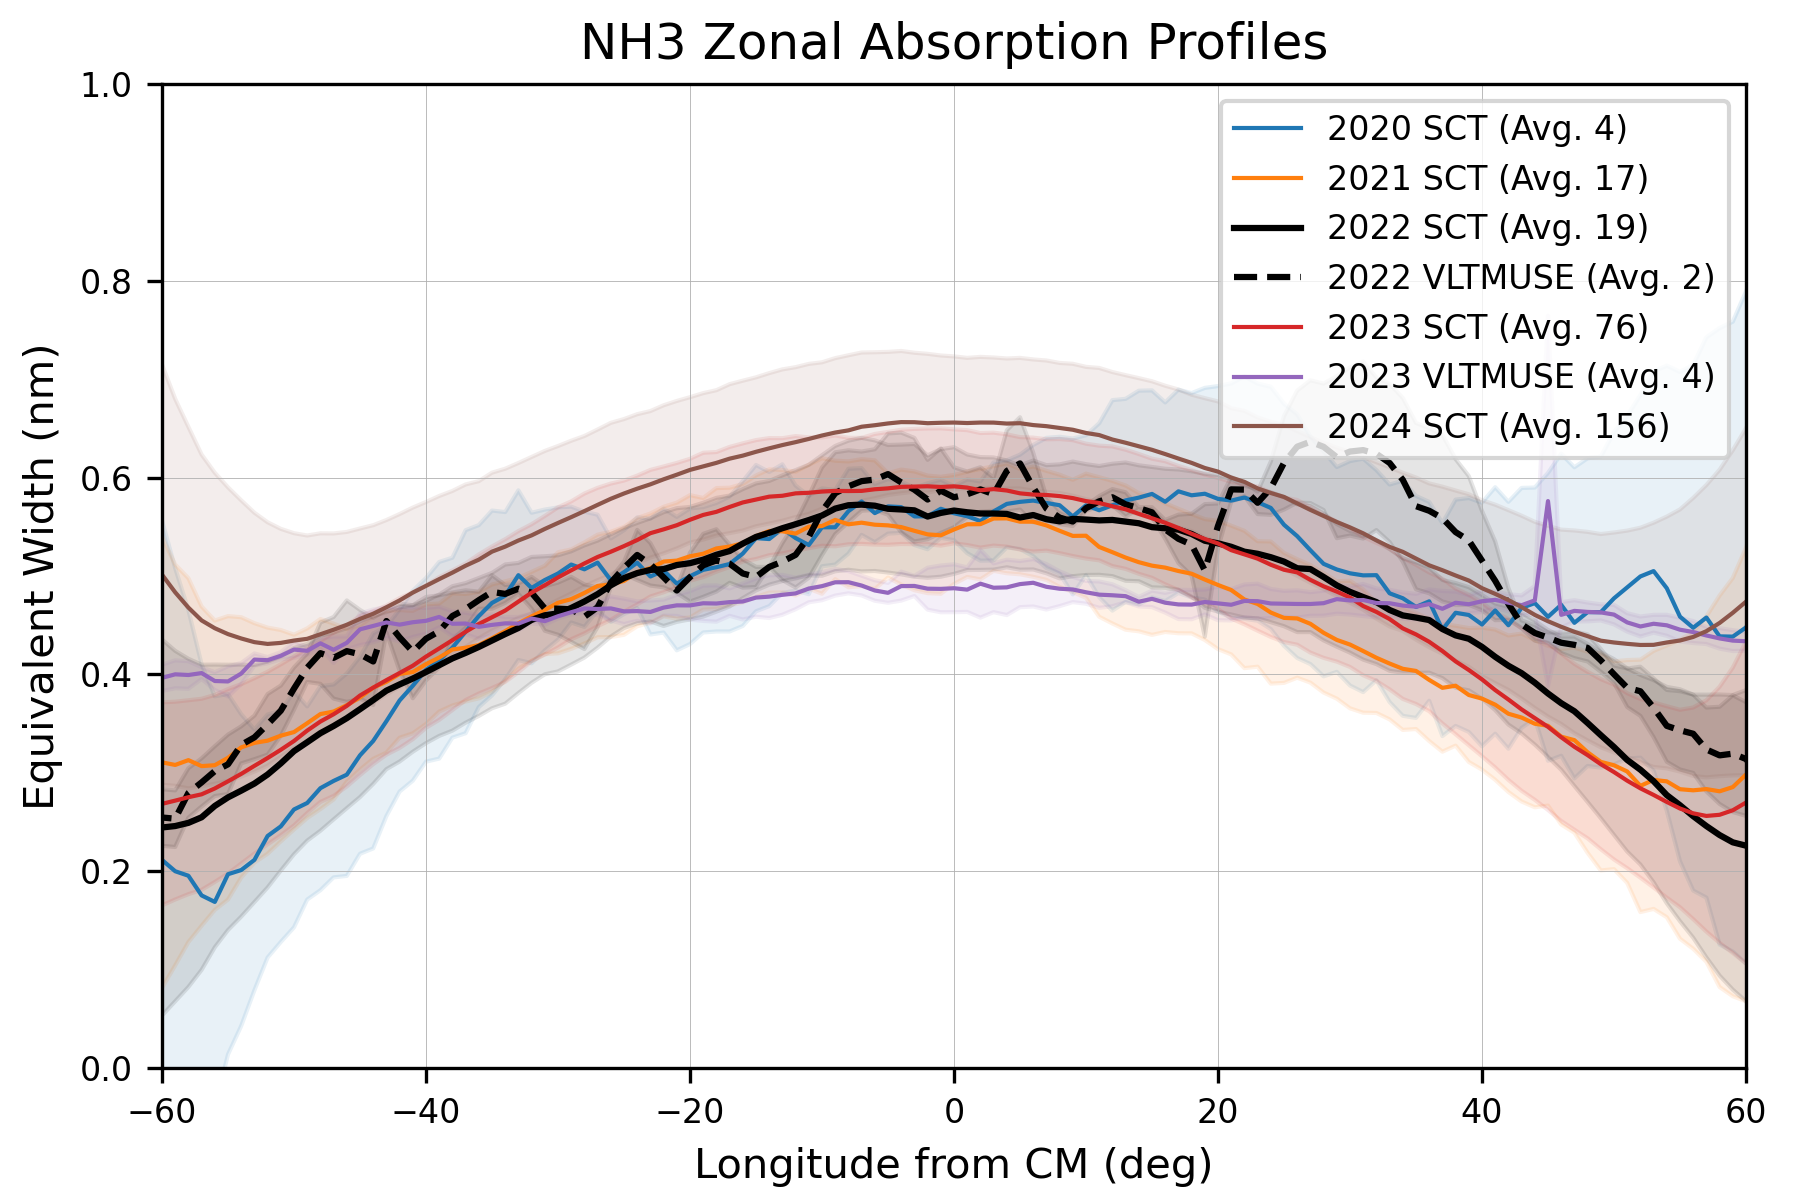 NH3 Zonal Absorption Profiles
1.0
0.8
0.6
0.4
0.2
0.0
Equivalent Width (nm)
2020 SCT (Avg. 4)
2021 SCT (Avg. 17)
2022 SCT (Avg. 19)
2022 VLTMUSE (Avg. 2)
2023 SCT (Avg. 76)
2023 VLTMUSE (Avg. 4)
2024 SCT (Avg. 156)
−60 −40 −20 0 20 40 60
Longitude from CM (deg)